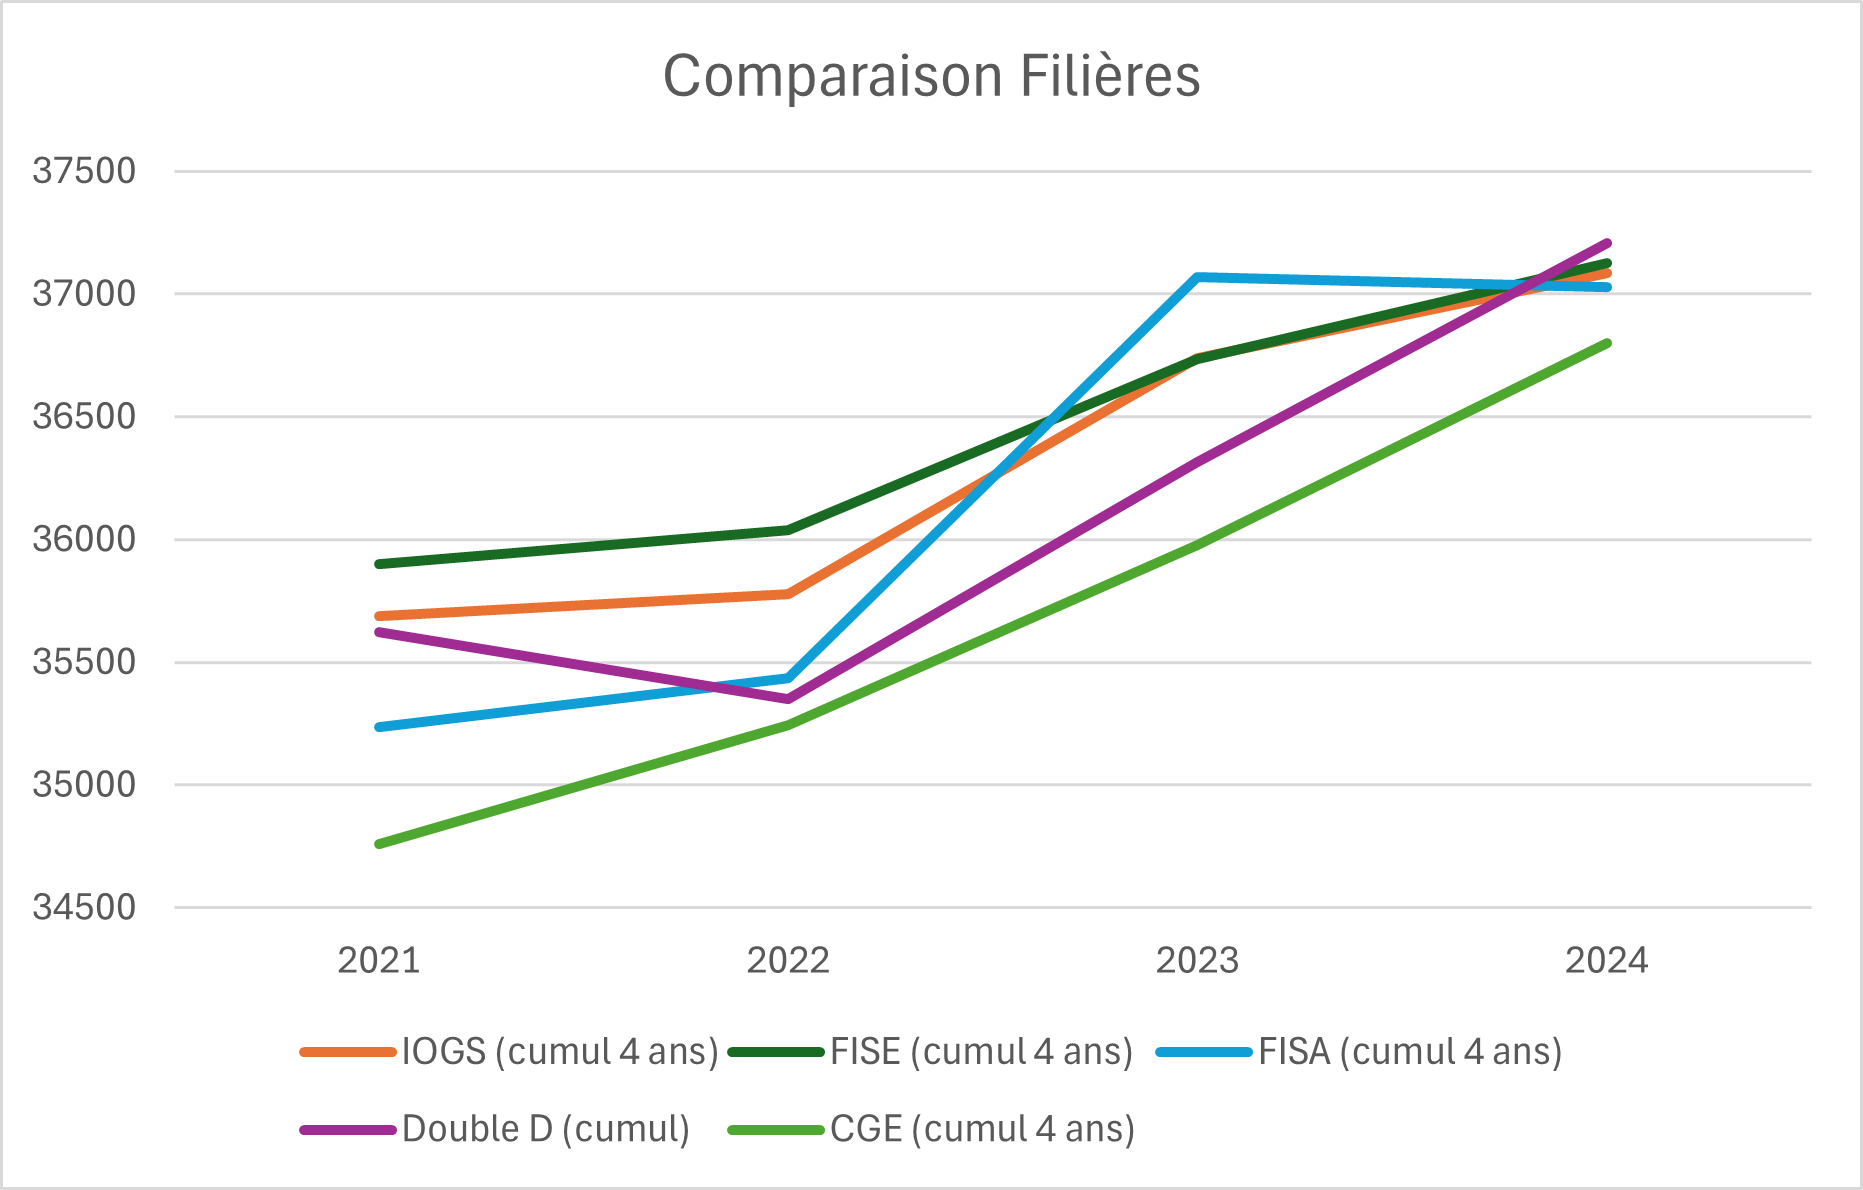 Comparaison Filières
37500
37000
36500
36000
35500
35000
34500
2021 2022 2023 2024
IOGS (cumul 4 ans) FISE (cumul 4 ans) FISA (cumul 4 ans)
Double D (cumul) CGE (cumul 4 ans)